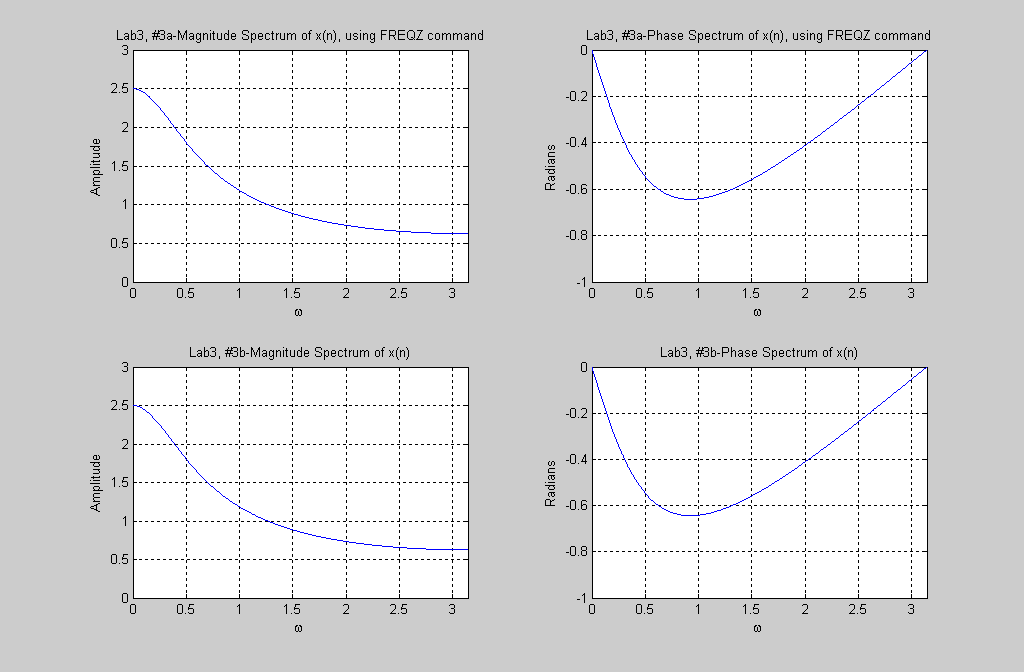 Lab3, #3a-Magnitude Spectrum of x(n), using FREQZ command
3
2.5
2
1.5
1
0.5
0
Amplitude
0 0.5 1 1.5 2 2.5 3
ω
Lab3, #3a-Phase Spectrum of x(n), using FREQZ command
0
-0.2
-0.4
-0.6
-0.8
-1
Radians
0 0.5 1 1.5 2 2.5 3
ω
Lab3, #3b-Magnitude Spectrum of x(n)
3
2.5
2
1.5
1
0.5
0
Amplitude
0 0.5 1 1.5 2 2.5 3
ω
Lab3, #3b-Phase Spectrum of x(n)
0
-0.2
-0.4
-0.6
-0.8
-1
Radians
0 0.5 1 1.5 2 2.5 3
ω